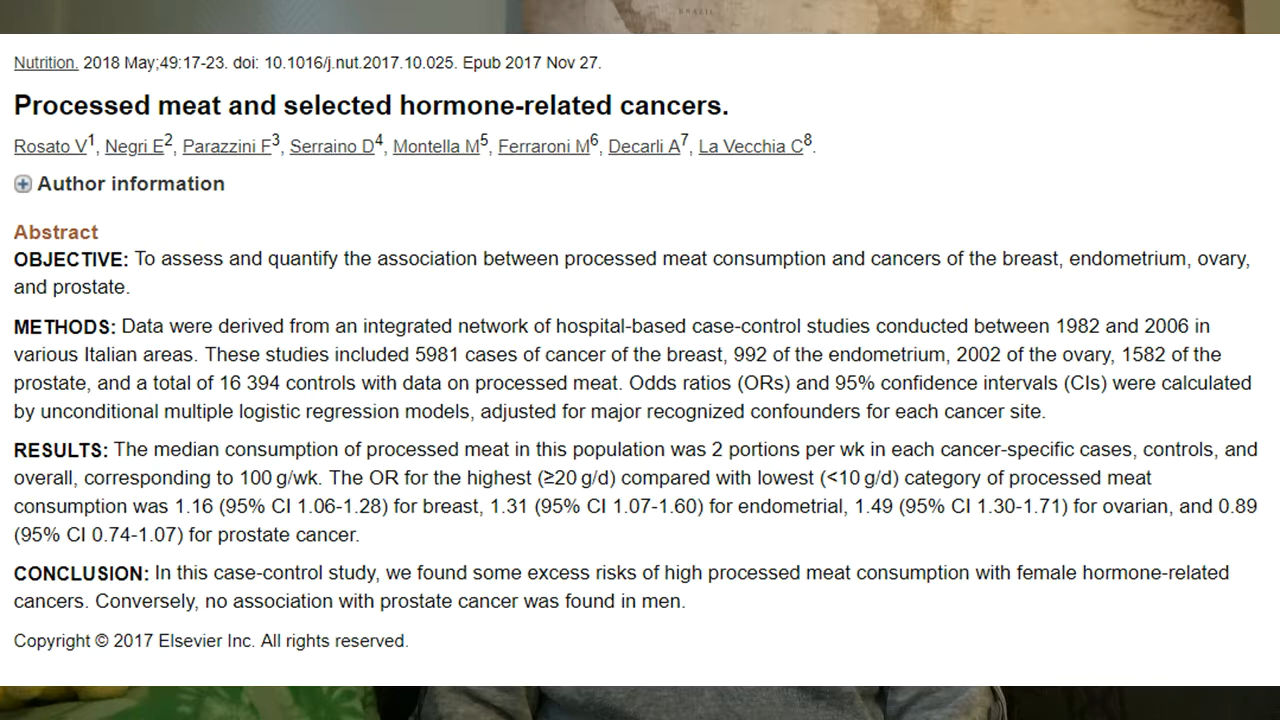 BRAZIL
Nutrition. 2018 May;49:17-23. doi: 10.1016/j.nut.2017.10.025. Epub 2017 Nov 27.
Processed meat and selected hormone-related cancers.
Rosato V1, Negri E2, Parazzini F3, Serraino D4, Montella M5, Ferraroni M6, Decarli A7, La Vecchia C8.
Author information
Abstract
OBJECTIVE: To assess and quantify the association between processed meat consumption and cancers of the breast, endometrium, ovary,
and prostate.
METHODS: Data were derived from an integrated network of hospital-based case-control studies conducted between 1982 and 2006 in
various Italian areas. These studies included 5981 cases of cancer of the breast, 992 of the endometrium, 2002 of the ovary, 1582 of the
prostate, and a total of 16 394 controls with data on processed meat. Odds ratios (ORs) and 95% confidence intervals (CIs) were calculated
by unconditional multiple logistic regression models, adjusted for major recognized confounders for each cancer site.
RESULTS: The median consumption of processed meat in this population was 2 portions per wk in each cancer-specific cases, controls, and
overall, corresponding to 100 g/wk. The OR for the highest (≥20 g/d) compared with lowest (<10 g/d) category of processed meat
consumption was 1.16 (95% CI 1.06-1.28) for breast, 1.31 (95% CI 1.07-1.60) for endometrial, 1.49 (95% CI 1.30-1.71) for ovarian, and 0.89
(95% CI 0.74-1.07) for prostate cancer.
CONCLUSION: In this case-control study, we found some excess risks of high processed meat consumption with female hormone-related
cancers. Conversely, no association with prostate cancer was found in men.
Copyright © 2017 Elsevier Inc. All rights reserved.